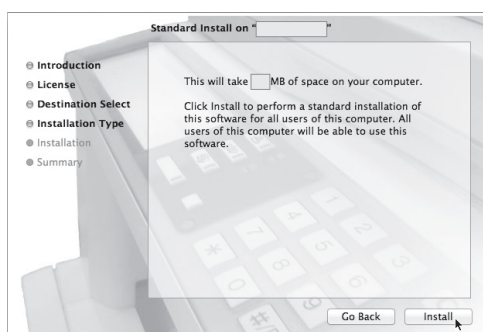 Standard Install on “ ”
Introduction
License
Destination Select
Installation Type
Installation
Summary
This will take MB of space on your computer.
Click Install to perform a standard installation of
this software for all users of this computer. All
users of this computer will be able to use this
software.
Go Back
Install